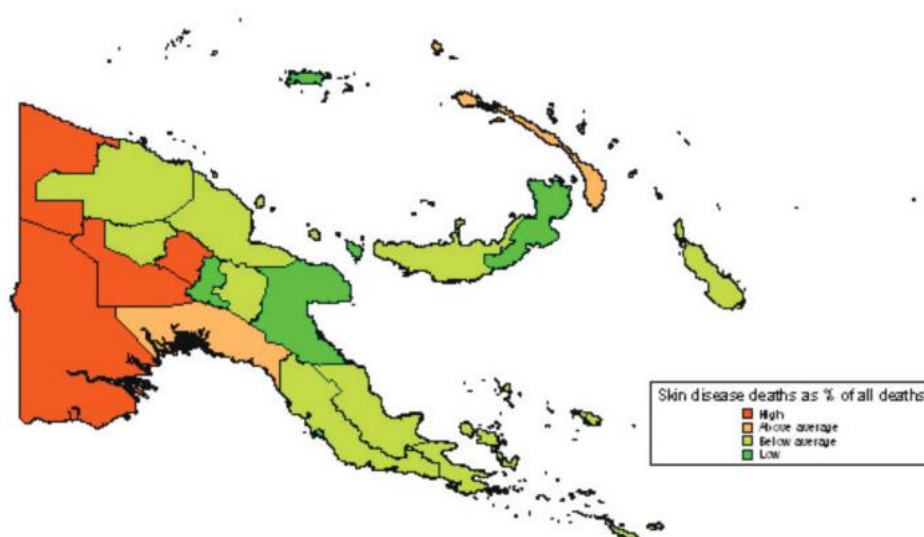 Skin disease deaths as % of all deaths
High
Above average
Below average
Low